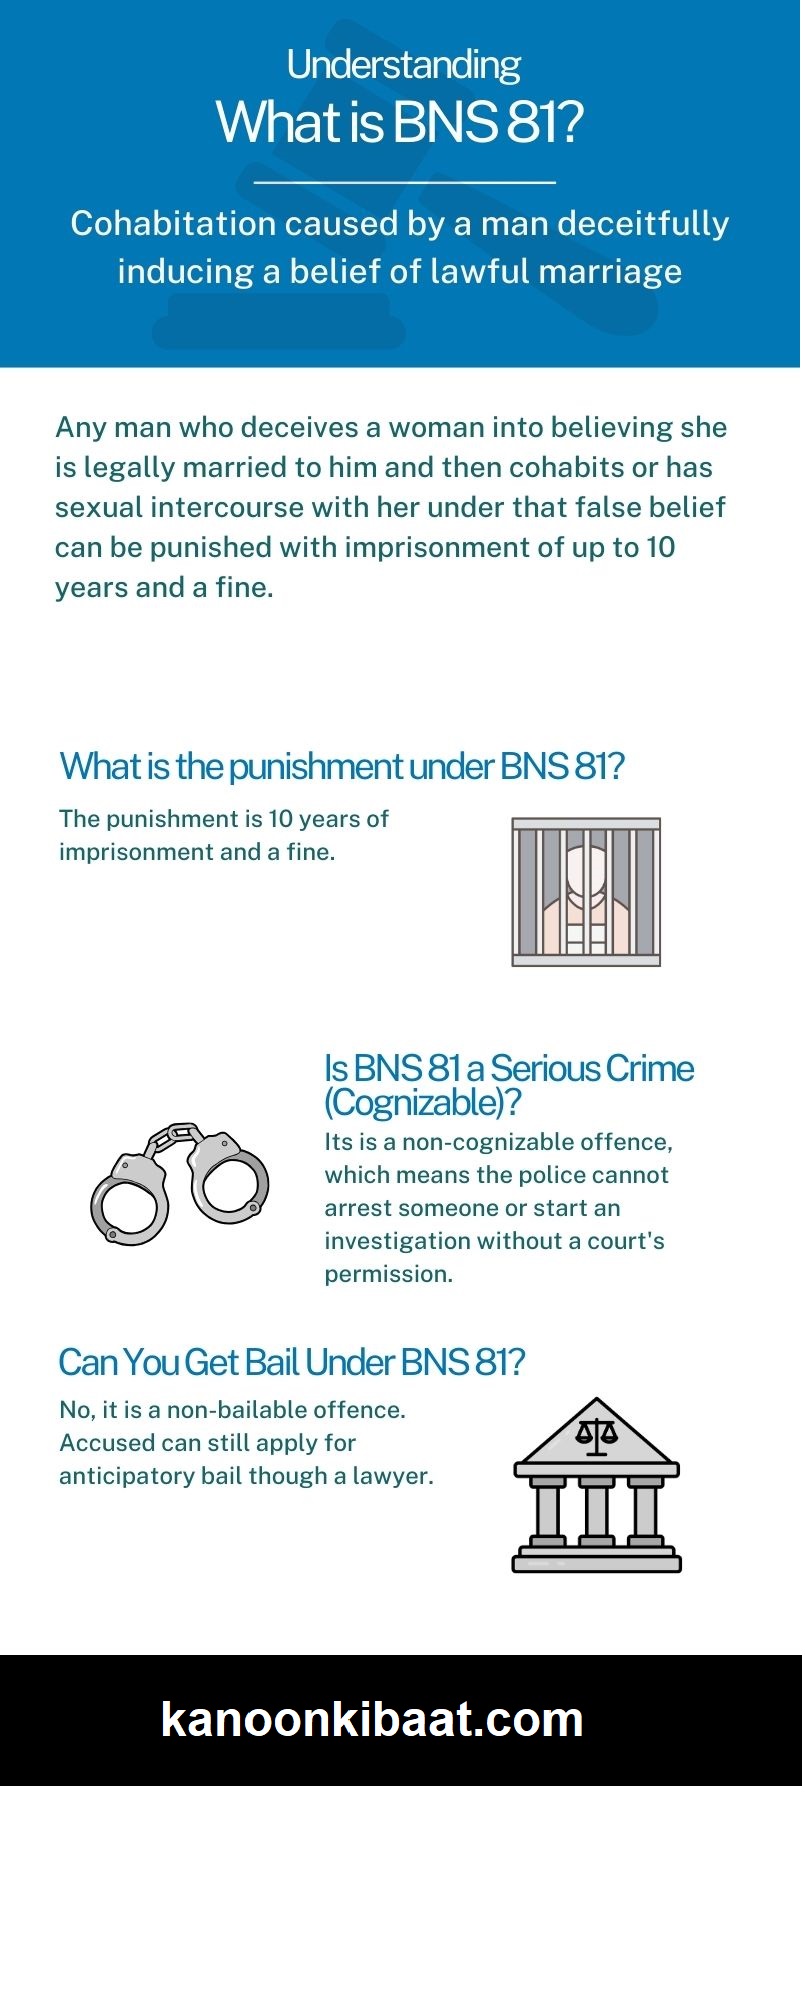 Understanding
What is BNS 81?
Cohabitation caused by a man deceitfully
inducing a belief of lawful marriage
Any man who deceives a woman into believing she
is legally married to him and then cohabits or has
sexual intercourse with her under that false belief
can be punished with imprisonment of up to 10
years and a fine.
What is the punishment under BNS 81?
The punishment is 10 years of
imprisonment and a fine.
Is BNS 81 a Serious Crime
(Cognizable)?
Its is a non-cognizable offence,
which means the police cannot
arrest someone or start an
investigation without a court's
permission.
Can You Get Bail Under BNS 81?
No, it is a non-bailable offence.
Accused can still apply for
anticipatory bail though a lawyer.
kanoonkibaat.com